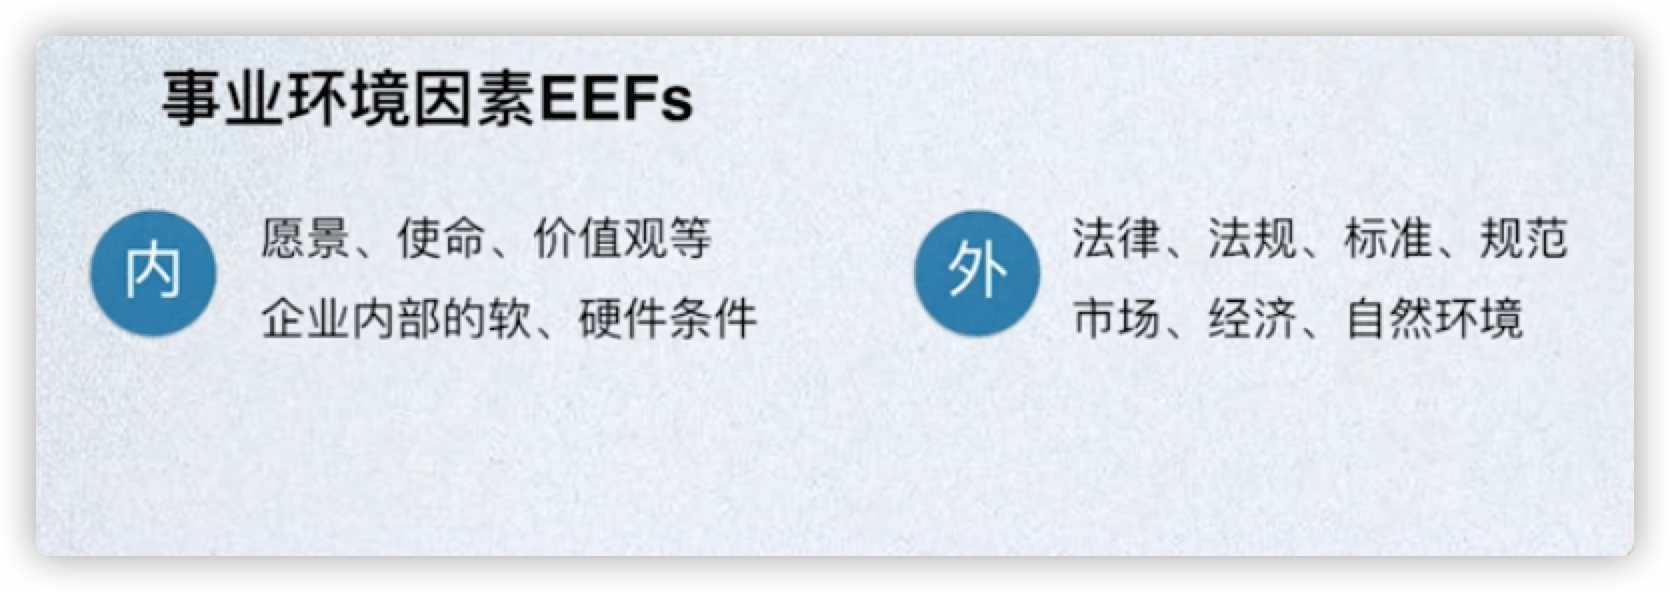 事业环境因素EEFs
内
愿景、使命、价值观等
企业内部的软、硬件条件
外
法律、法规、标准、规范
市场、经济、自然环境